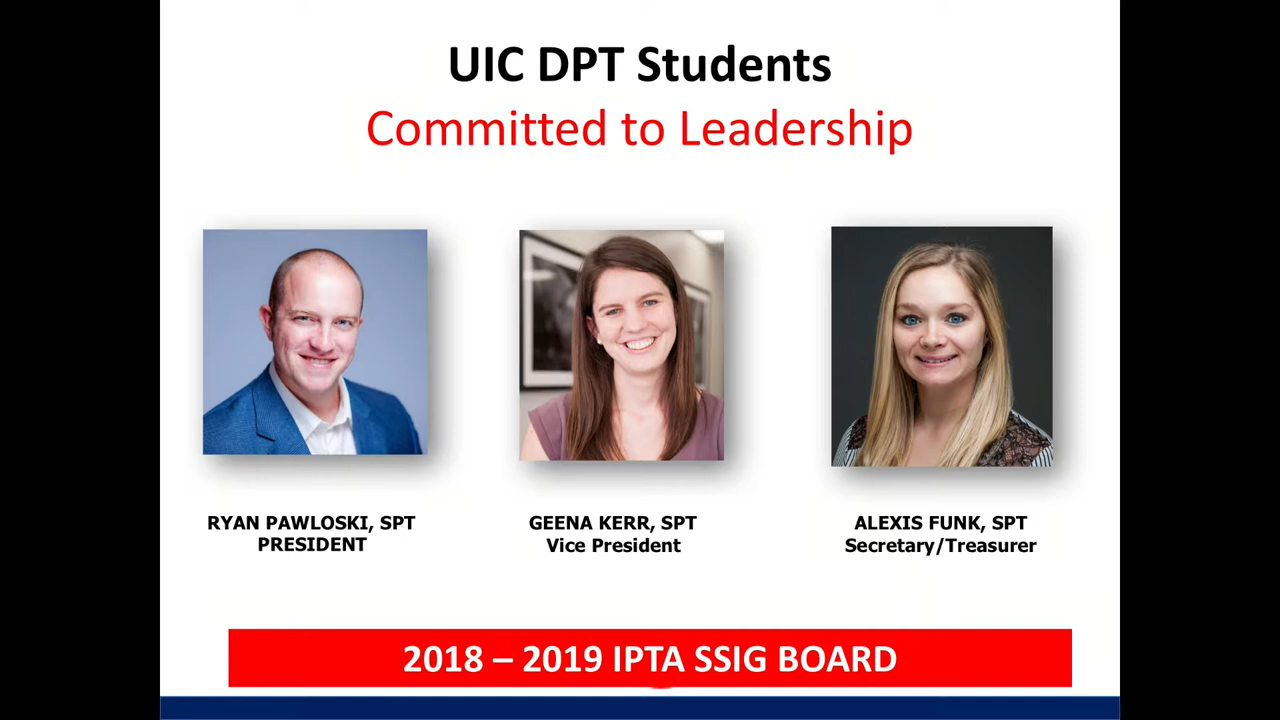 UIC DPT Students
Committed to Leadership
RYAN PAWLOSKI, SPT
PRESIDENT
GEENA KERR, SPT
Vice President
ALEXIS FUNK, SPT
Secretary/Treasurer
2018 – 2019 IPTA SSIG BOARD